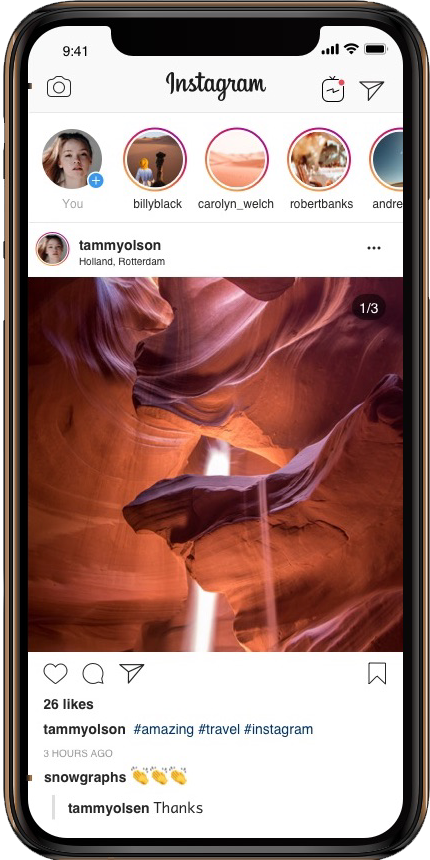 9:41
Instagram
You
billyblack
carolyn_welch
robertbanks
andre
tammyolson
Holland, Rotterdam
1/3
26 likes
tammyolson #amazing #travel #instagram
3 HOURS AGO
snowgraphs 👏👏👏
tammyolsen Thanks